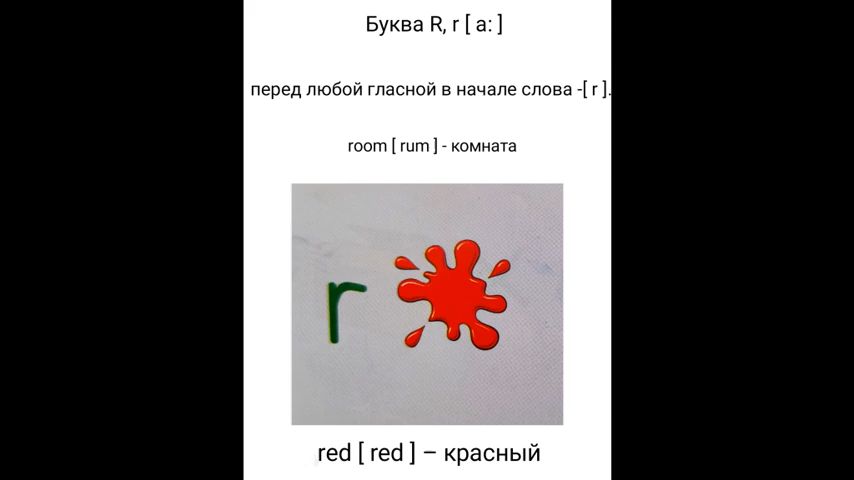 Буква R, r [ a: ]
перед любой гласной в начале слова -[ r ].
room [ rum ] - комната
r
red [ red ] – красный